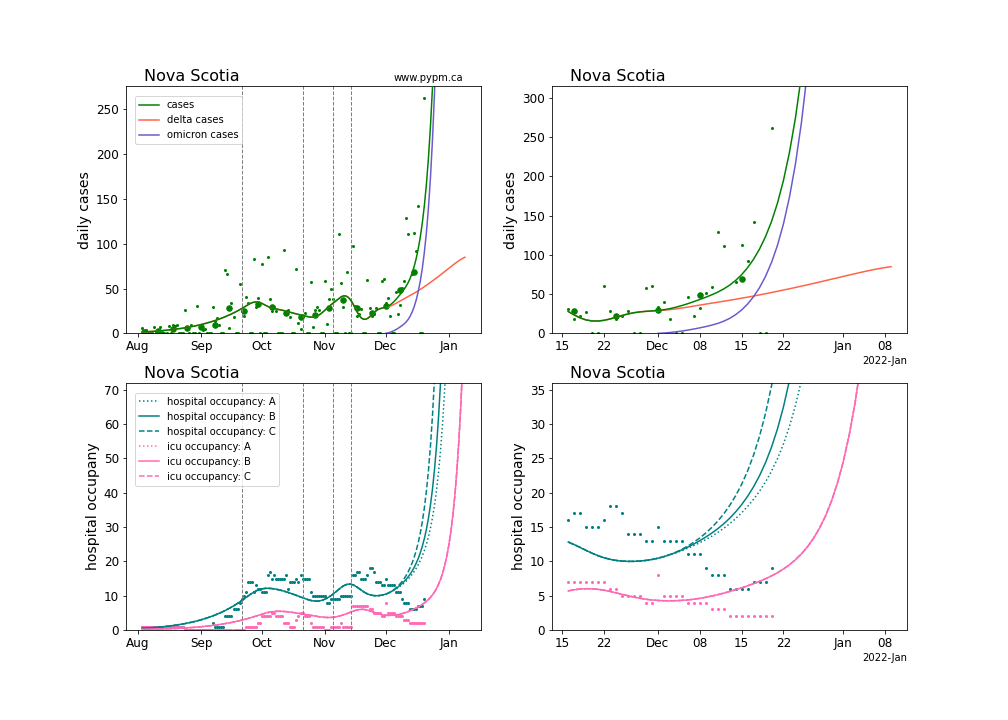 Nova Scotia
www.pypm.ca
daily cases
250
200
150
100
50
0
cases
delta cases
omicron cases
Aug
Sep
Oct
Nov
Dec
Jan
Nova Scotia
daily cases
300
250
200
150
100
50
0
15
22
Dec
08
15
22
Jan
08
2022-Jan
Nova Scotia
hospital occupany
70
60
50
40
30
20
10
0
hospital occupancy: A
hospital occupancy: B
hospital occupancy: C
icu occupancy: A
icu occupancy: B
icu occupancy: C
Aug
Sep
Oct
Nov
Dec
Jan
Nova Scotia
hospital occupany
35
30
25
20
15
10
5
0
15
22
Dec
08
15
22
Jan
08
2022-Jan